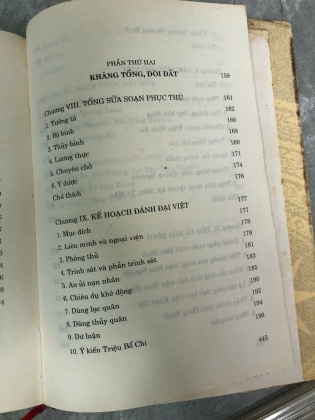 PHẦN THỨ HAI
KHÁNG TỐNG, DÒI ĐẤT 159
Chương VIII. TỐNG SỬA SOẠN PHỤC THÙ 161
1. Tướng tá 162
2. Bộ binh 165
3. Thủy binh 168
4. Lương thực 168
5. Chuyên chở 171
6. Y dược 174
Chú thích 176
Chương IX. KẾ HOẠCH ĐÁNH ĐẠI VIỆT 177
1. Mục đích 177
2. Liên minh và ngoại viện 178
3. Phòng thủ 181
4. Trinh sát và phản trinh sát
5. An ủi nạn nhân
6. Chiêu dụ khê động 190
7. Dùng lục quân 192
8. Dùng thủy quân 194
9. Dư luận 196
10. Ý kiến Triệu Bổ Chi
445